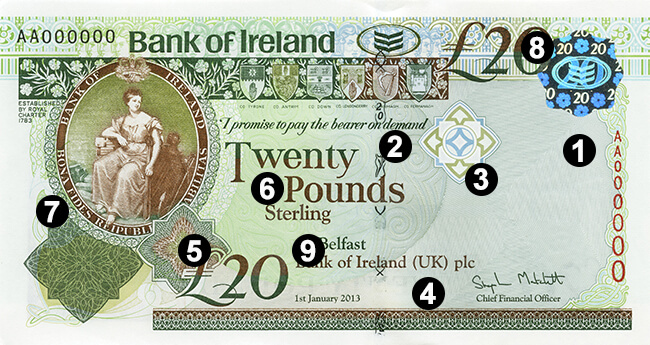 AA000000
Bank of Ireland
£20
20 20 20
20 20
20
ESTABLISHED
BY ROYAL
CHARTER
1783
BANK OF IRELAND
BONA FIDES REIPUBLICÆ STABILITAS
CO TYRONE CO ANTRIM CO DOWN CO. LONDONDERRY CO ARMAGH CO FERMANAGH
I promise to pay the bearer on demand
Twenty
Pounds
Sterling
Belfast
Bank of Ireland (UK) plc
£20
1st January 2013
Chief Financial Officer
AA000000
1
2
3
4
5
6
7
8
9